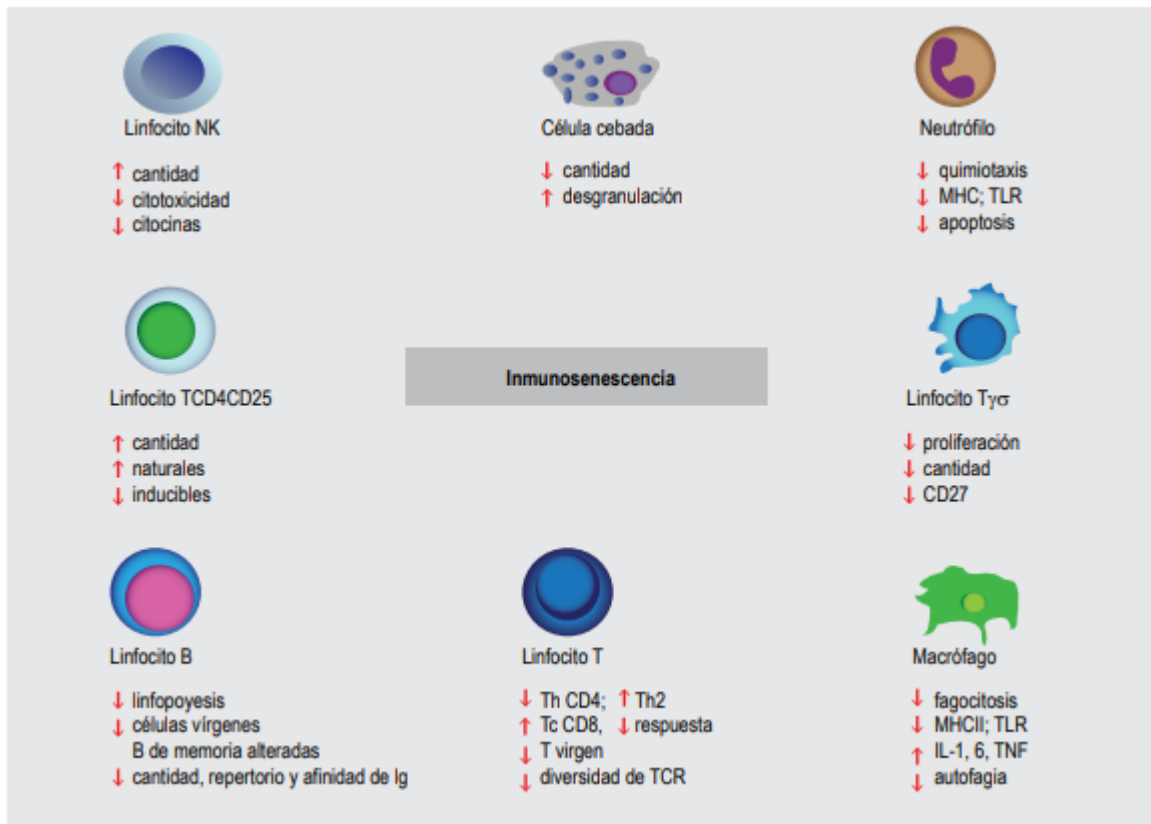 Linfocito NK
↑ cantidad
↓ citotoxicidad
↓ citocinas
Célula cebada
↓ cantidad
↑ desgranulación
Neutrófilo
↓ quimiotaxis
↓ MHC; TLR
↓ apoptosis
Linfocito TCD4CD25
↑ cantidad
↑ naturales
↓ inducibles
Inmunosenescencia
Linfocito Tγσ
↓ proliferación
↓ cantidad
↓ CD27
Linfocito B
↓ linfopoyesis
↓ células vírgenes
B de memoria alteradas
↓ cantidad, repertorio y afinidad de Ig
Linfocito T
↓ Th CD4; ↑ Th2
↑ Tc CD8, ↓ respuesta
↓ T virgen
↓ diversidad de TCR
Macrófago
↓ fagocitosis
↓ MHCII; TLR
↑ IL-1, 6, TNF
↓ autofagia